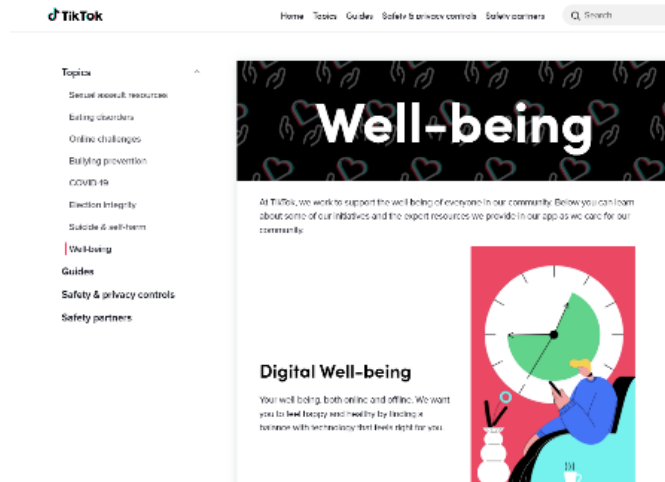 TikTok
Home Topics Guides Safety & privacy controls Safety partners Search
Topics
Sexual assault resources
Eating disorders
Online challenges
Bullying prevention
COVID-19
Election integrity
Suicide & self-harm
Well-being
Guides
Safety & privacy controls
Safety partners
Well-being
At TikTok, we work to support the well being of everyone in our community. Below you can learn
about some of our initiatives and the expert resources we provide in our app as we care for our
community.
Digital Well-being
Your well being, both online and offline. We want
you to feel happy and healthy by finding a
balance with technology that feels right for you.